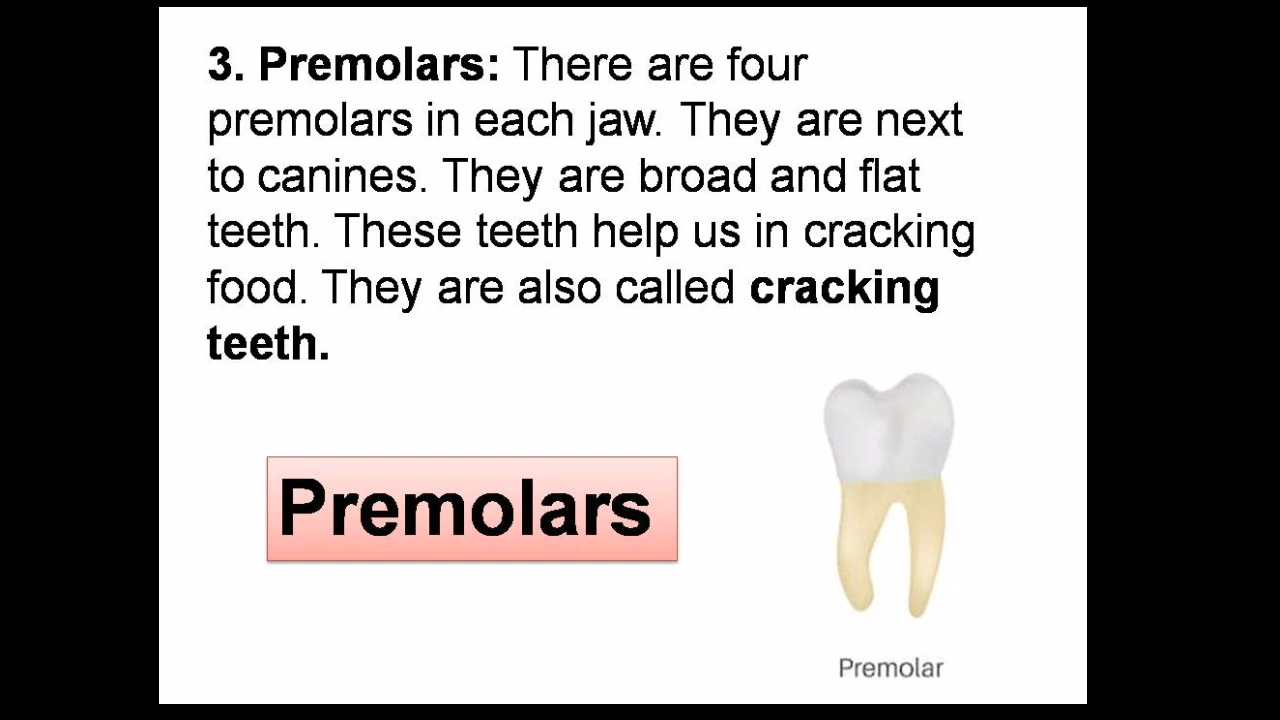 3. Premolars: There are four
premolars in each jaw. They are next
to canines. They are broad and flat
teeth. These teeth help us in cracking
food. They are also called cracking
teeth.
Premolars
Premolar